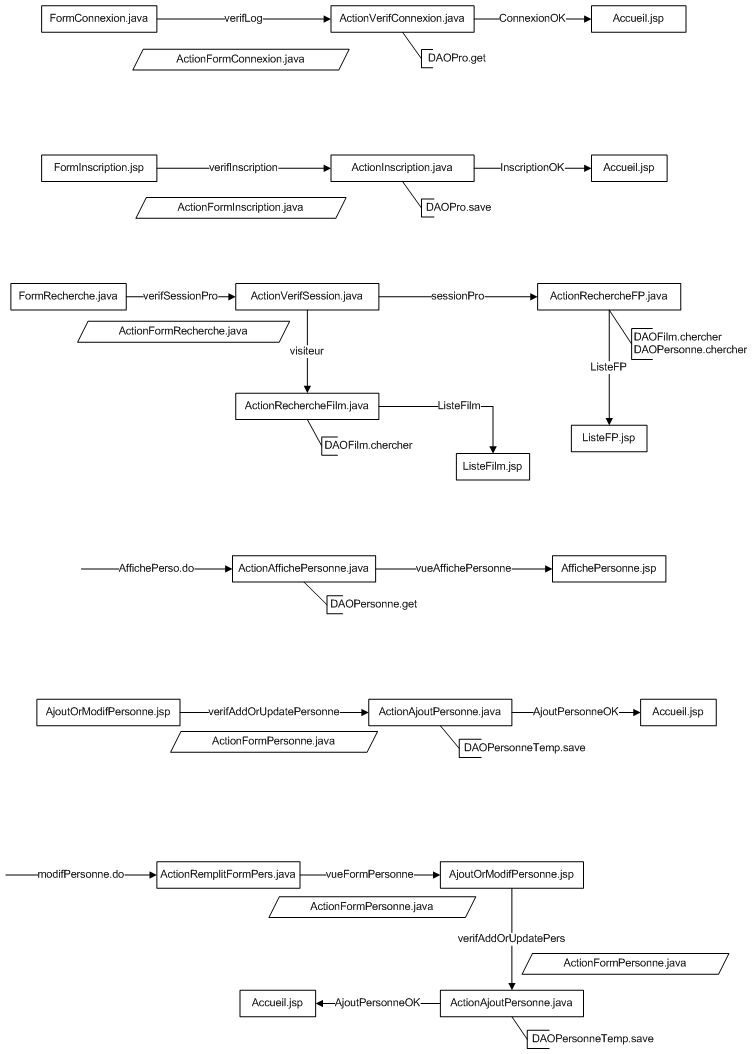 FormConnexion.java
verifLog
ActionVerifConnexion.java
ConnexionOK
Accueil.jsp
ActionFormConnexion.java
DAOPro.get
FormInscription.jsp
verifInscription
ActionInscription.java
InscriptionOK
Accueil.jsp
ActionFormInscription.java
DAOPro.save
FormRecherche.java
verifSessionPro
ActionVerifSession.java
sessionPro
ActionRechercheFP.java
ActionFormRecherche.java
DAOFilm.chercher
DAOPersonne.chercher
visiteur
ListeFP
ActionRechercheFilm.java
ListeFilm
DAOFilm.chercher
ListeFP.jsp
ListeFilm.jsp
AffichePerso.do
ActionAffichePersonne.java
vueAffichePersonne
AffichePersonne.jsp
DAOPersonne.get
AjoutOrModifPersonne.jsp
verifAddOrUpdatePersonne
ActionAjoutPersonne.java
AjoutPersonneOK
Accueil.jsp
ActionFormPersonne.java
DAOPersonneTemp.save
modifPersonne.do
ActionRemplitFormPers.java
vueFormPersonne
AjoutOrModifPersonne.jsp
ActionFormPersonne.java
verifAddOrUpdatePers
ActionFormPersonne.java
Accueil.jsp
AjoutPersonneOK
ActionAjoutPersonne.java
DAOPersonneTemp.save